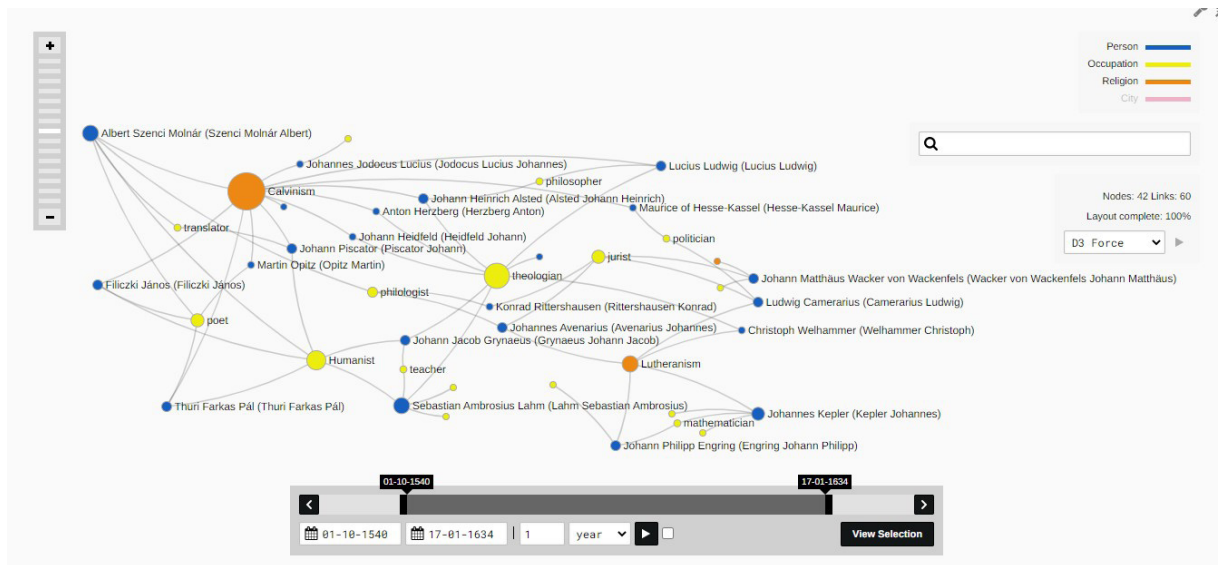 +
−
Person
Occupation
Religion
City
Nodes: 42 Links: 60
Layout complete: 100%
D3 Force
Albert Szenci Molnár (Szenci Molnár Albert)
Johannes Jodocus Lucius (Jodocus Lucius Johannes)
Lucius Ludwig (Lucius Ludwig)
philosopher
Calvinism
Johann Heinrich Alsted (Alsted Johann Heinrich)
Anton Herzberg (Herzberg Anton)
Maurice of Hesse-Kassel (Hesse-Kassel Maurice)
translator
Johann Heidfeld (Heidfeld Johann)
politician
Johann Piscator (Piscator Johann)
jurist
Martin Opitz (Opitz Martin)
theologian
Johann Matthäus Wacker von Wackenfels (Wacker von Wackenfels Johann Matthäus)
Filiczki János (Filiczki János)
philologist
Ludwig Camerarius (Camerarius Ludwig)
Konrad Rittershausen (Rittershausen Konrad)
poet
Johannes Avenarius (Avenarius Johannes)
Christoph Welhammer (Welhammer Christoph)
Johann Jacob Grynaeus (Grynaeus Johann Jacob)
Humanist
Lutheranism
teacher
Thuri Farkas Pál (Thuri Farkas Pál)
Sebastian Ambrosius Lahm (Lahm Sebastian Ambrosius)
Johannes Kepler (Kepler Johannes)
mathematician
Johann Philipp Engring (Engring Johann Philipp)
01-10-1540
17-01-1634
01-10-1540
17-01-1634
1
year
View Selection